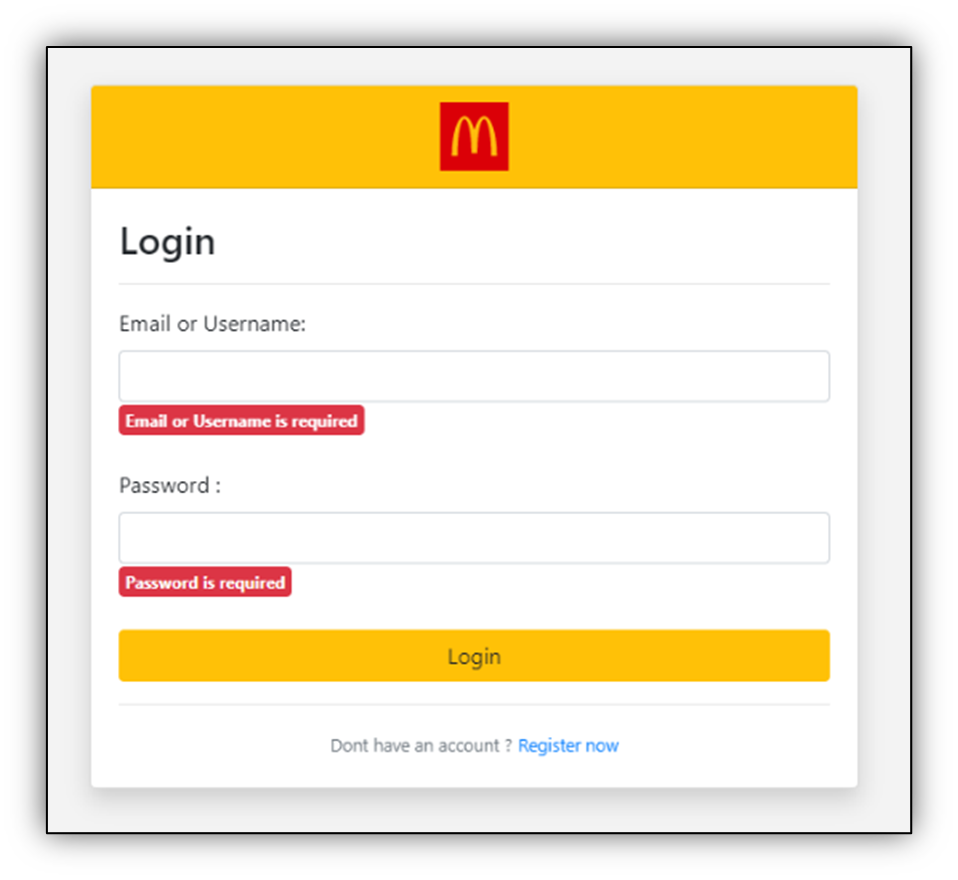 Login
Email or Username:
Email or Username is required
Password :
Password is required
Login
Dont have an account ? Register now